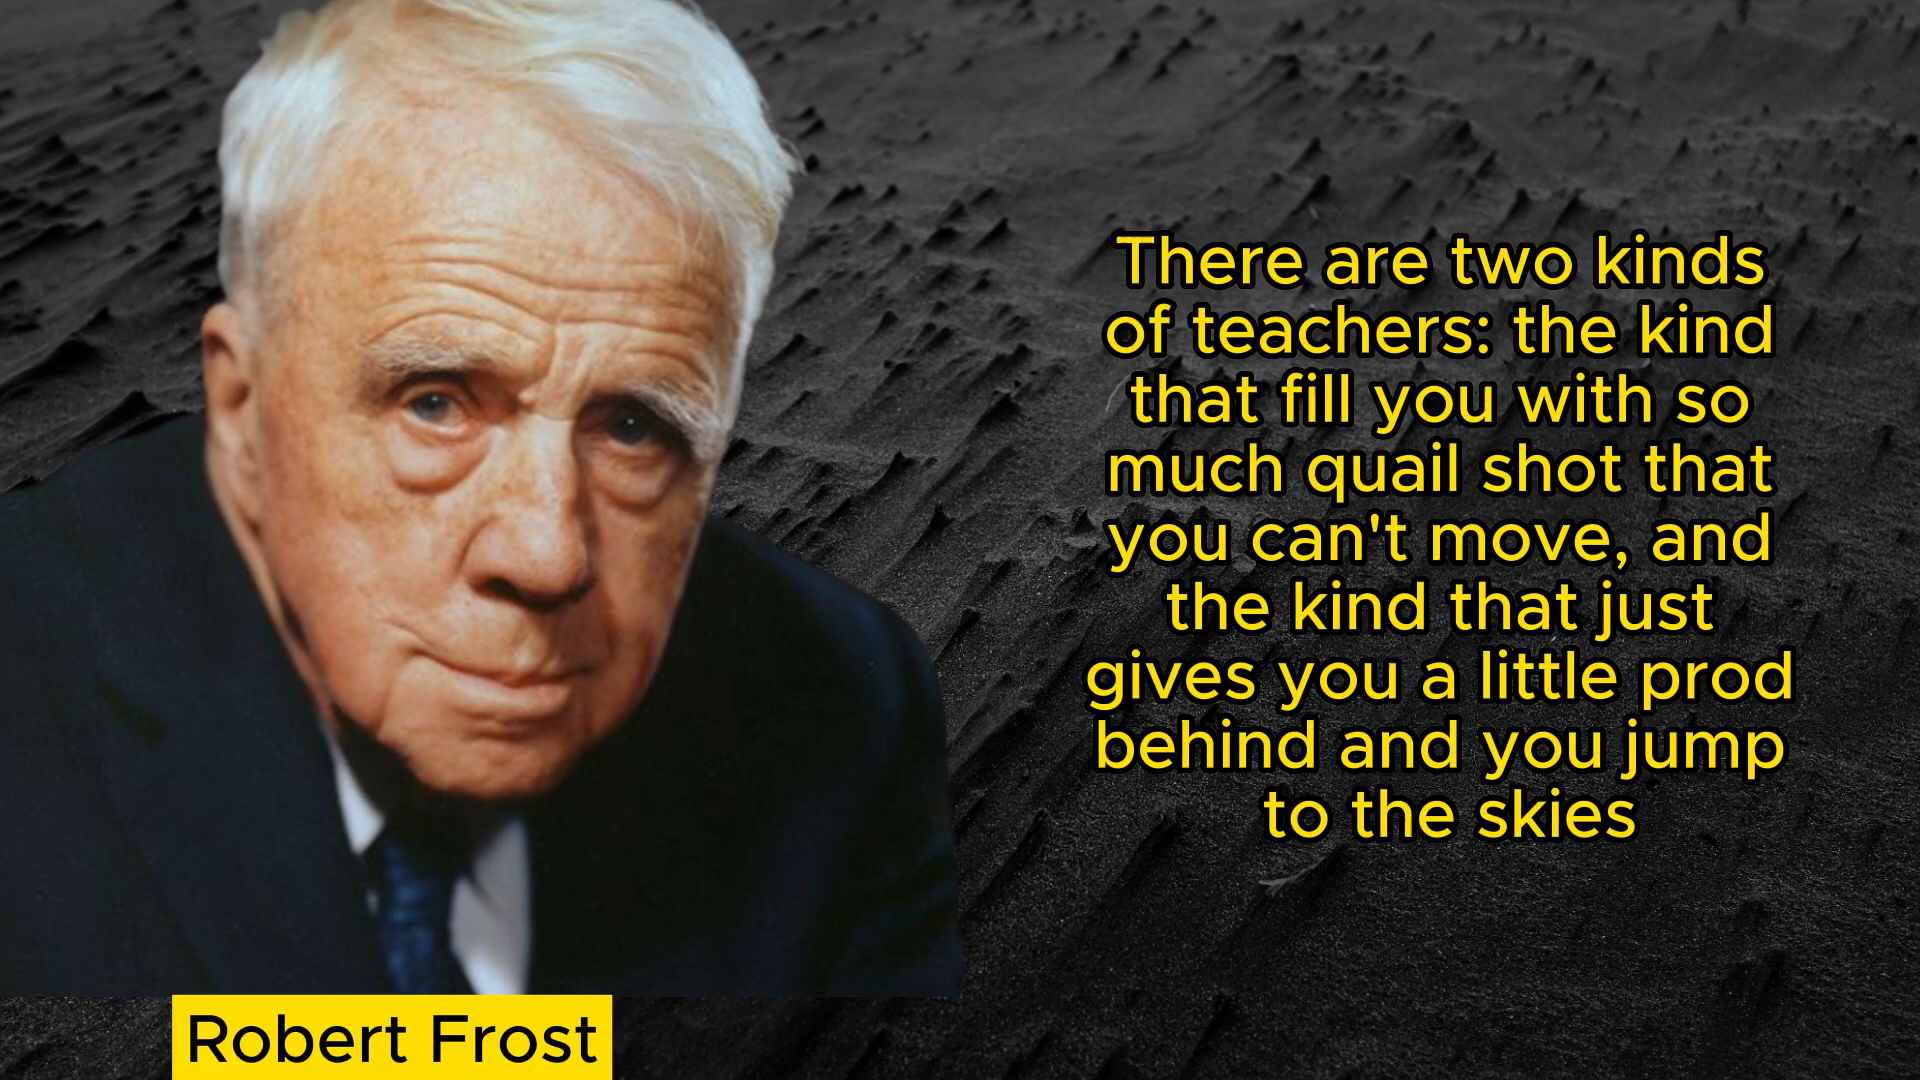 There are two kinds
of teachers: the kind
that fill you with so
much quail shot that
you can't move, and
the kind that just
gives you a little prod
behind and you jump
to the skies
Robert Frost